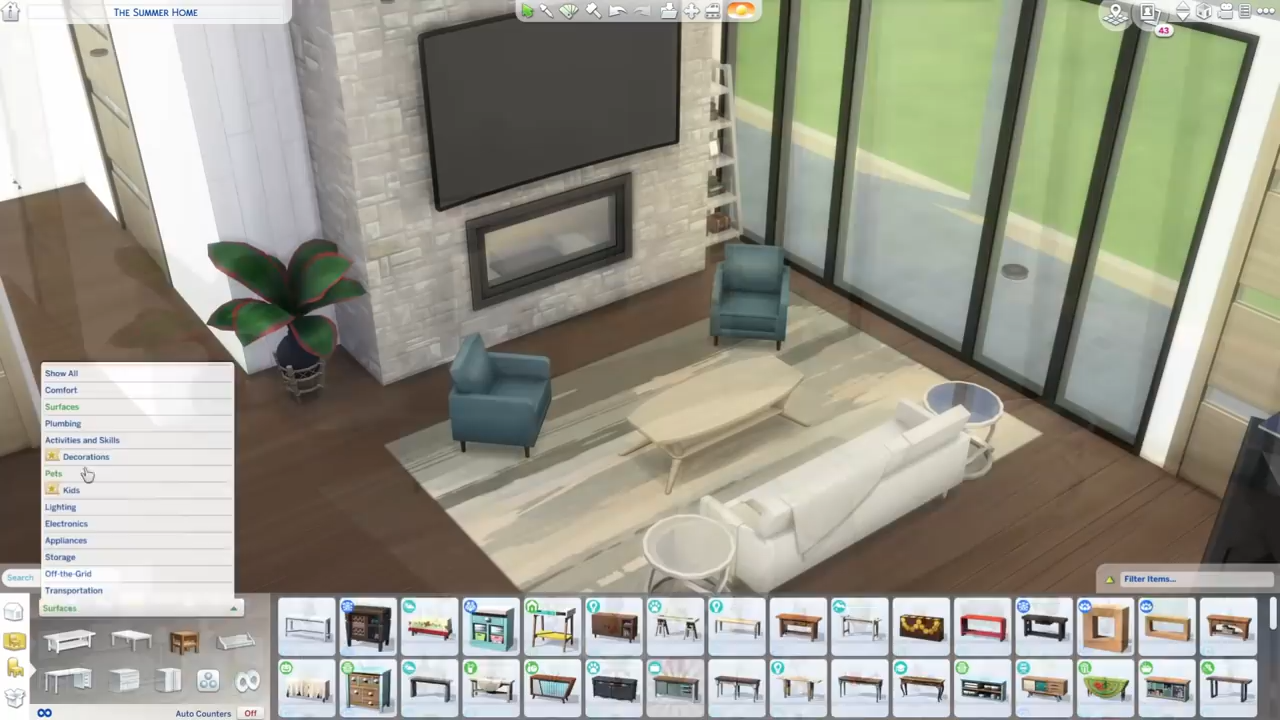 THE SUMMER HOME
43
Show All
Comfort
Surfaces
Plumbing
Activities and Skills
Decorations
Pets
Kids
Lighting
Electronics
Appliances
Storage
Off-the-Grid
Transportation
Search
Surfaces
Filter Items...
Auto Counters Off